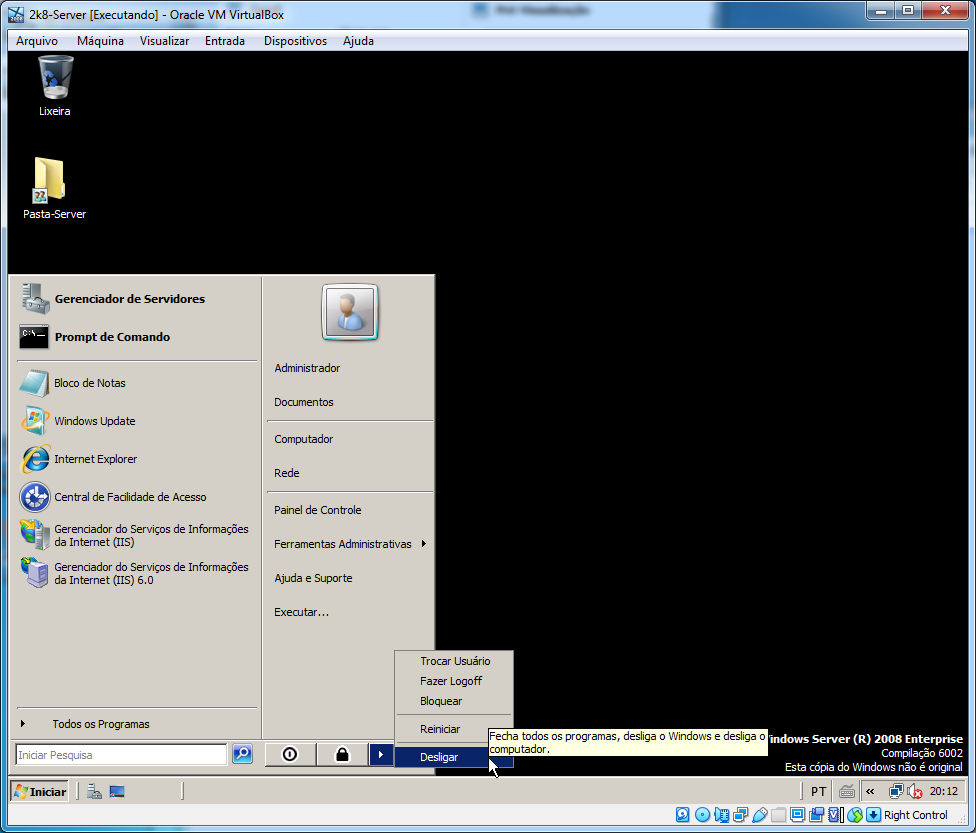 2k8-Server [Executando] - Oracle VM VirtualBox
Arquivo Máquina Visualizar Entrada Dispositivos Ajuda
Lixeira
Pasta-Server
Gerenciador de Servidores
Prompt de Comando
Bloco de Notas
Windows Update
Internet Explorer
Central de Facilidade de Acesso
Gerenciador do Serviços de Informações
da Internet (IIS)
Gerenciador do Serviços de Informações
da Internet (IIS) 6.0
Todos os Programas
Iniciar Pesquisa
Administrador
Documentos
Computador
Rede
Painel de Controle
Ferramentas Administrativas
Ajuda e Suporte
Executar...
Trocar Usuário
Fazer Logoff
Bloquear
Reiniciar
Desligar
Fecha todos os programas, desliga o Windows e desliga o
computador.
indows Server (R) 2008 Enterprise
Compilação 6002
Esta cópia do Windows não é original
Iniciar
PT
20:12
Right Control